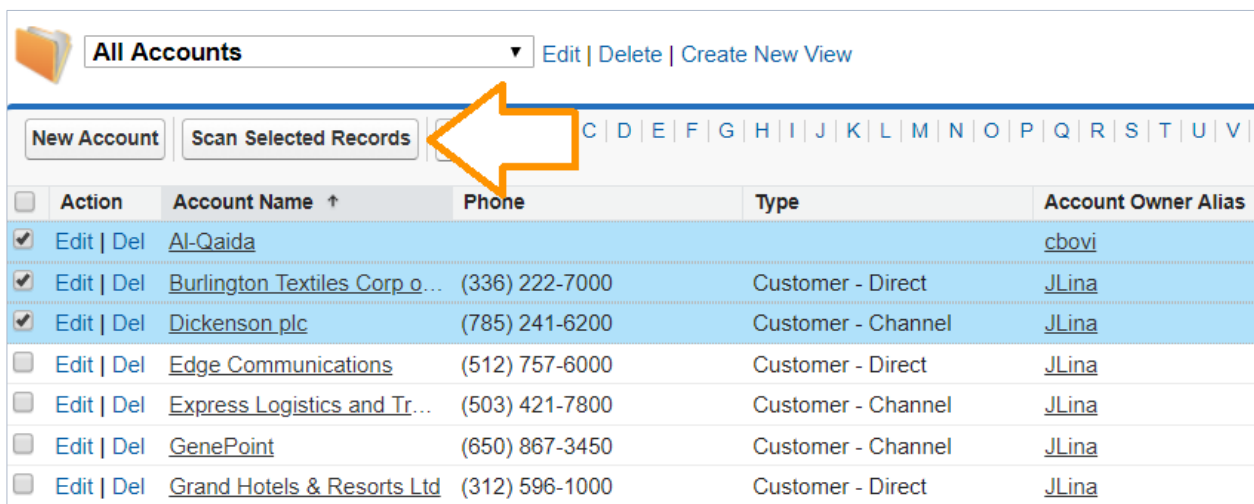 All Accounts ▼ Edit | Delete | Create New View
New Account Scan Selected Records C | D | E | F | G | H | I | J | K | L | M | N | O | P | Q | R | S | T | U | V |
Action Account Name ↑ Phone Type Account Owner Alias
Edit | Del Al-Qaida cbovi
Edit | Del Burlington Textiles Corp o... (336) 222-7000 Customer - Direct JLina
Edit | Del Dickenson plc (785) 241-6200 Customer - Channel JLina
Edit | Del Edge Communications (512) 757-6000 Customer - Direct JLina
Edit | Del Express Logistics and Tr... (503) 421-7800 Customer - Channel JLina
Edit | Del GenePoint (650) 867-3450 Customer - Channel JLina
Edit | Del Grand Hotels & Resorts Ltd (312) 596-1000 Customer - Direct JLina